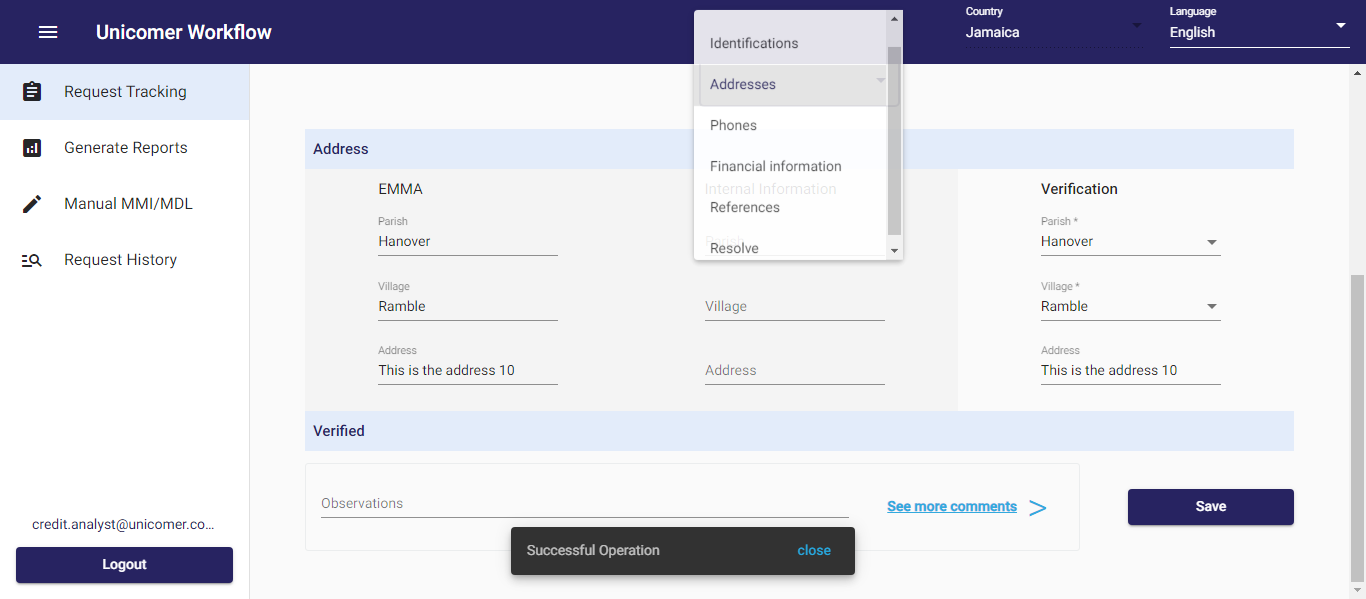 Unicomer Workflow
Country
Jamaica
Language
English
Request Tracking
Generate Reports
Manual MMI/MDL
Request History
credit.analyst@unicomer.co...
Logout
Identifications
Addresses
Phones
Financial information
References
Resolve
Address
EMMA
Internal Information
Verification
Parish
Hanover
Parish *
Hanover
Village
Ramble
Village
Village *
Ramble
Address
This is the address 10
Address
Address
This is the address 10
Verified
Observations
See more comments
>
Save
Successful Operation
close